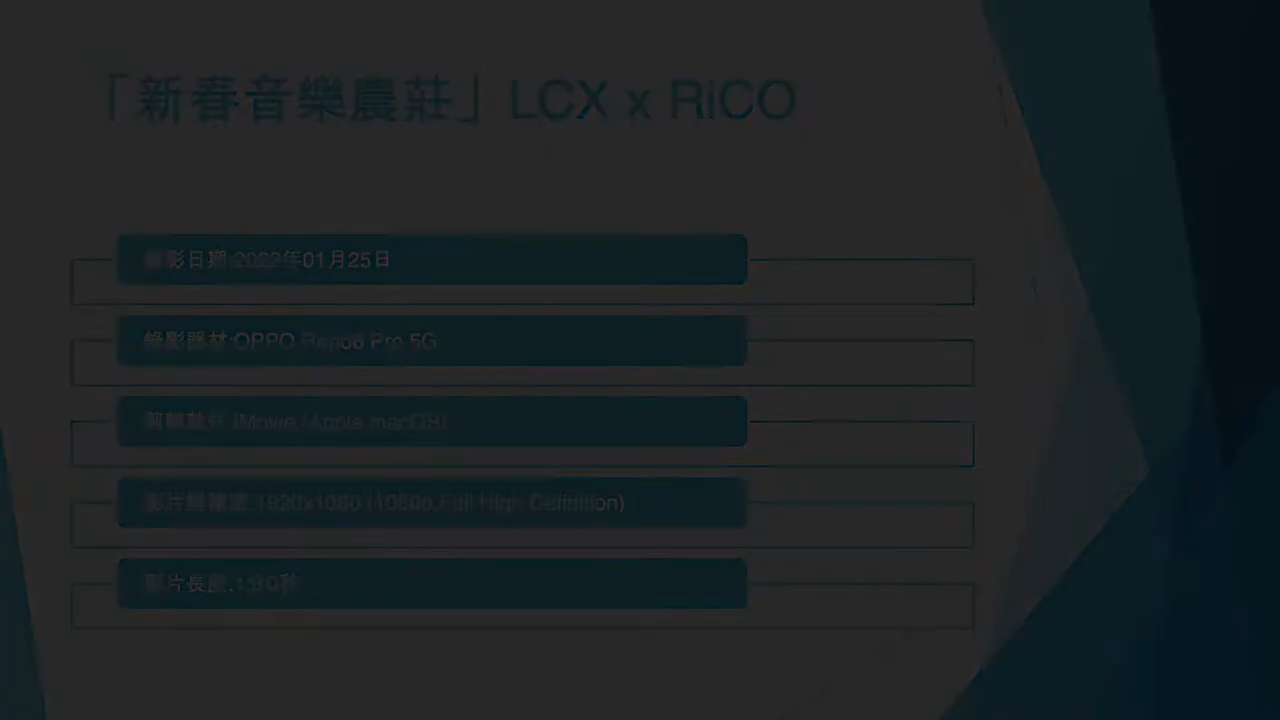 「新春音樂農莊」LCX x RiCO
錄影日期:2022年01月25日
錄影器材:OPPO Reno6 Pro 5G
剪輯軟件:iMovie (Apple macOS)
影片解像度:1920x1080 (1080p,Full High Definition)
影片長度:1:30秒